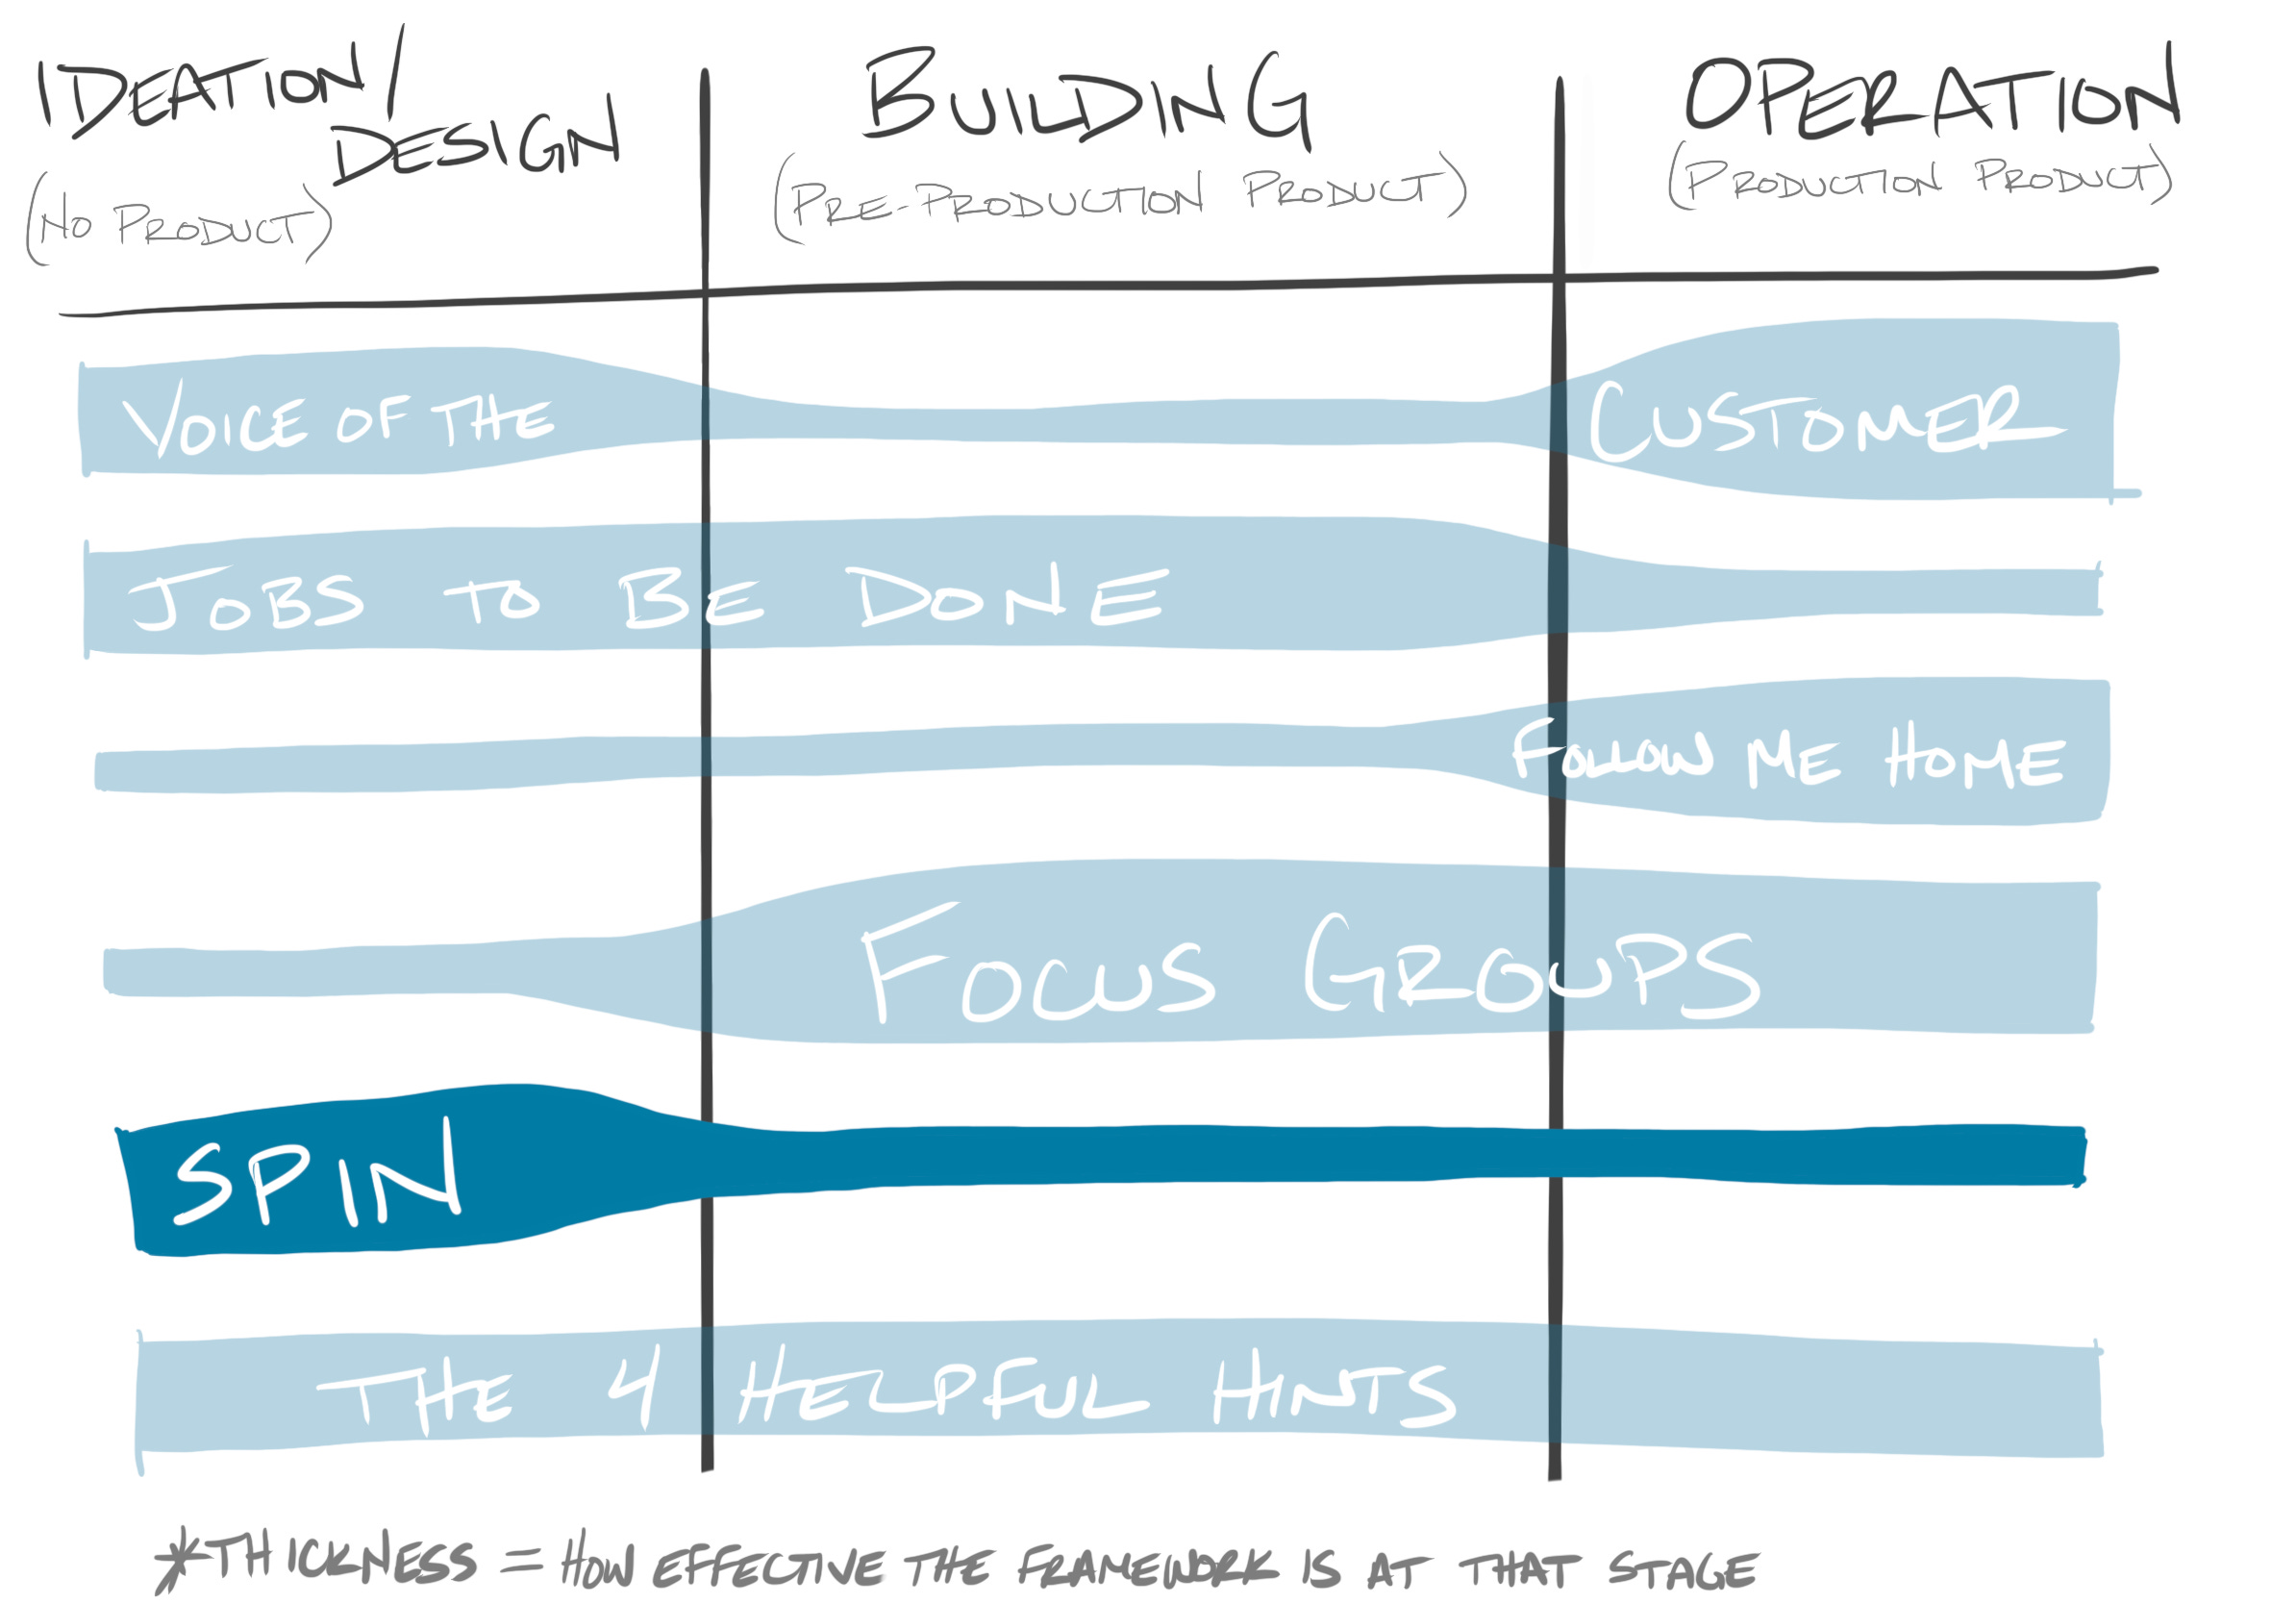 IDEATION/
DESIGN
(NO PRODUCT)
BUILDING
(PRE-PRODUCTION PRODUCT)
OPERATION
(PRODUCTION PRODUCT)
VOICE OF THE CUSTOMER
JOBS TO BE DONE
FOLLOW ME HOME
FOCUS GROUPS
SPIN
THE 4 HELPFUL HINTS
*THICKNESS = HOW EFFECTIVE THE FRAMEWORK IS AT THAT STAGE